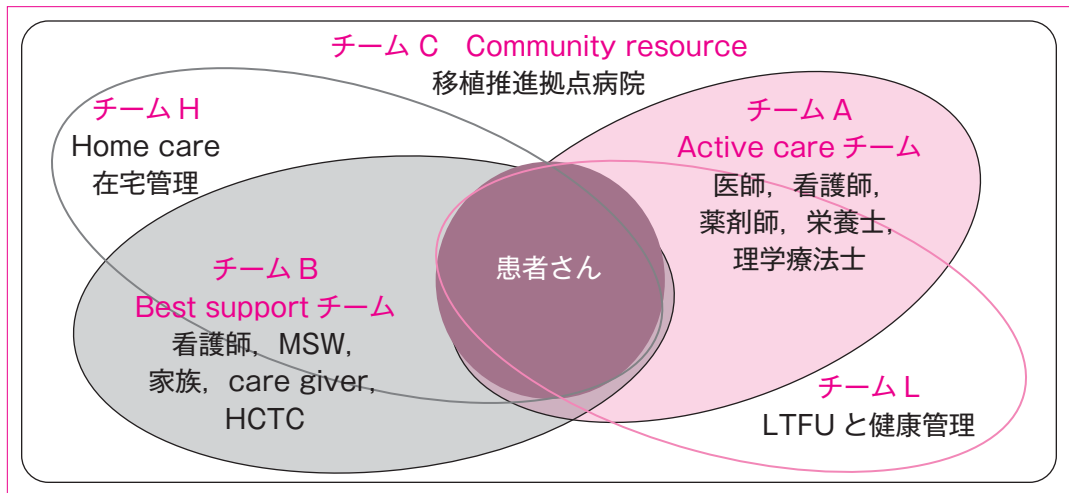 チーム C　Community resource
移植推進拠点病院
チーム H
Home care
在宅管理
チーム A
Active care チーム
医師，看護師，
薬剤師，栄養士，
理学療法士
患者さん
チーム B
Best support チーム
看護師，MSW，
家族，care giver，
HCTC
チーム L
LTFU と健康管理